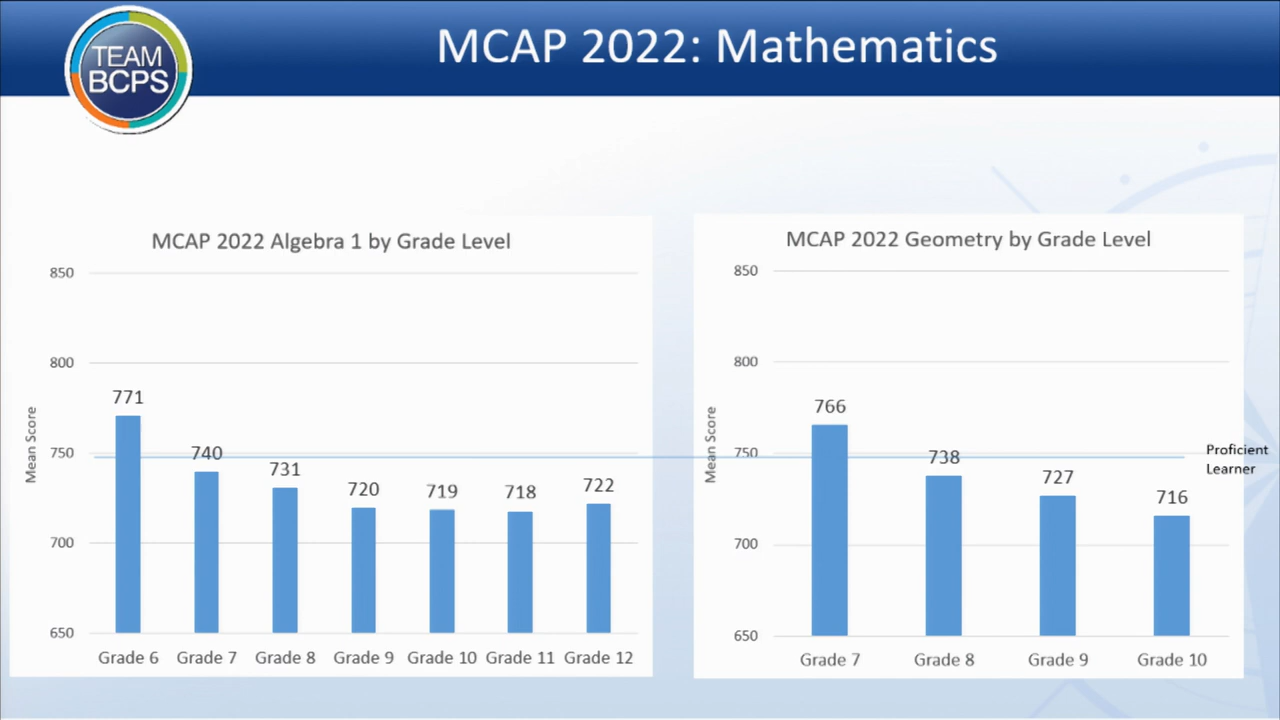 TEAM
BCPS
MCAP 2022: Mathematics
MCAP 2022 Algebra 1 by Grade Level
850
800
750
700
650
Mean Score
771
740
731
720
719
718
722
Grade 6 Grade 7 Grade 8 Grade 9 Grade 10 Grade 11 Grade 12
MCAP 2022 Geometry by Grade Level
850
800
750
700
650
Mean Score
766
738
727
716
Grade 7 Grade 8 Grade 9 Grade 10
Proficient
Learner